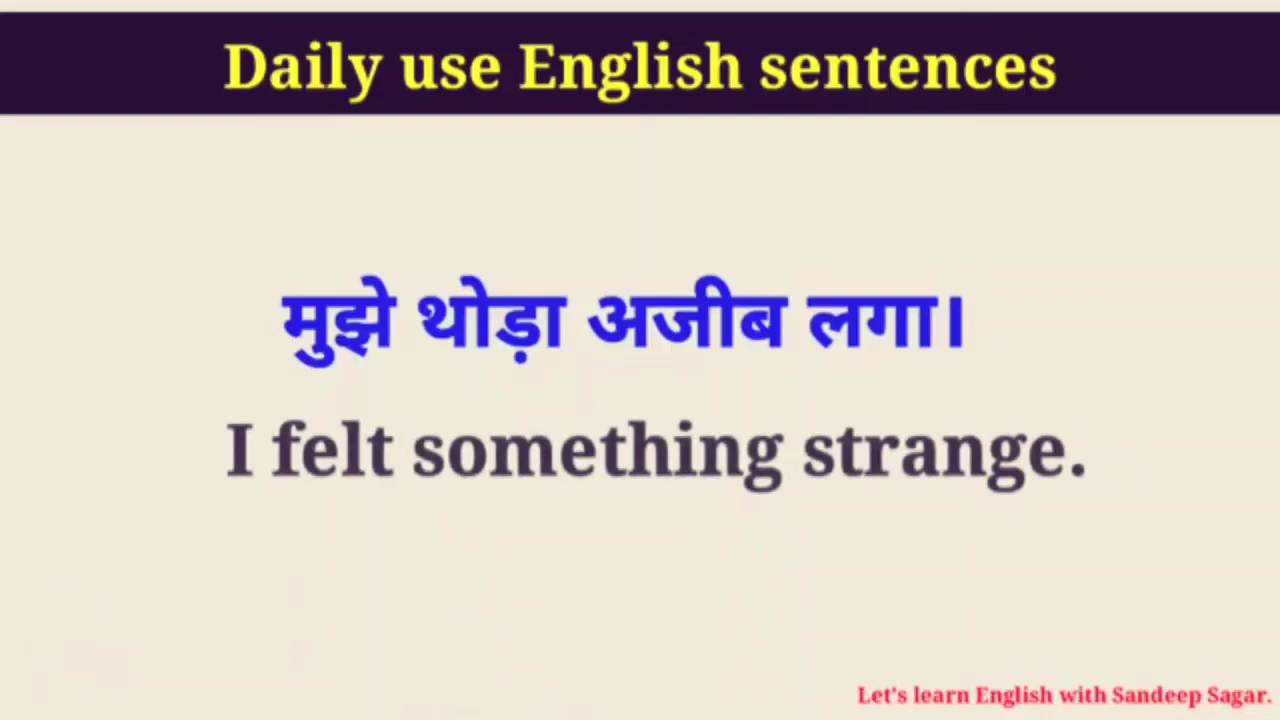 Daily use English sentences
मुझे थोड़ा अजीब लगा।
I felt something strange.
Let's learn English with Sandeep Sagar.